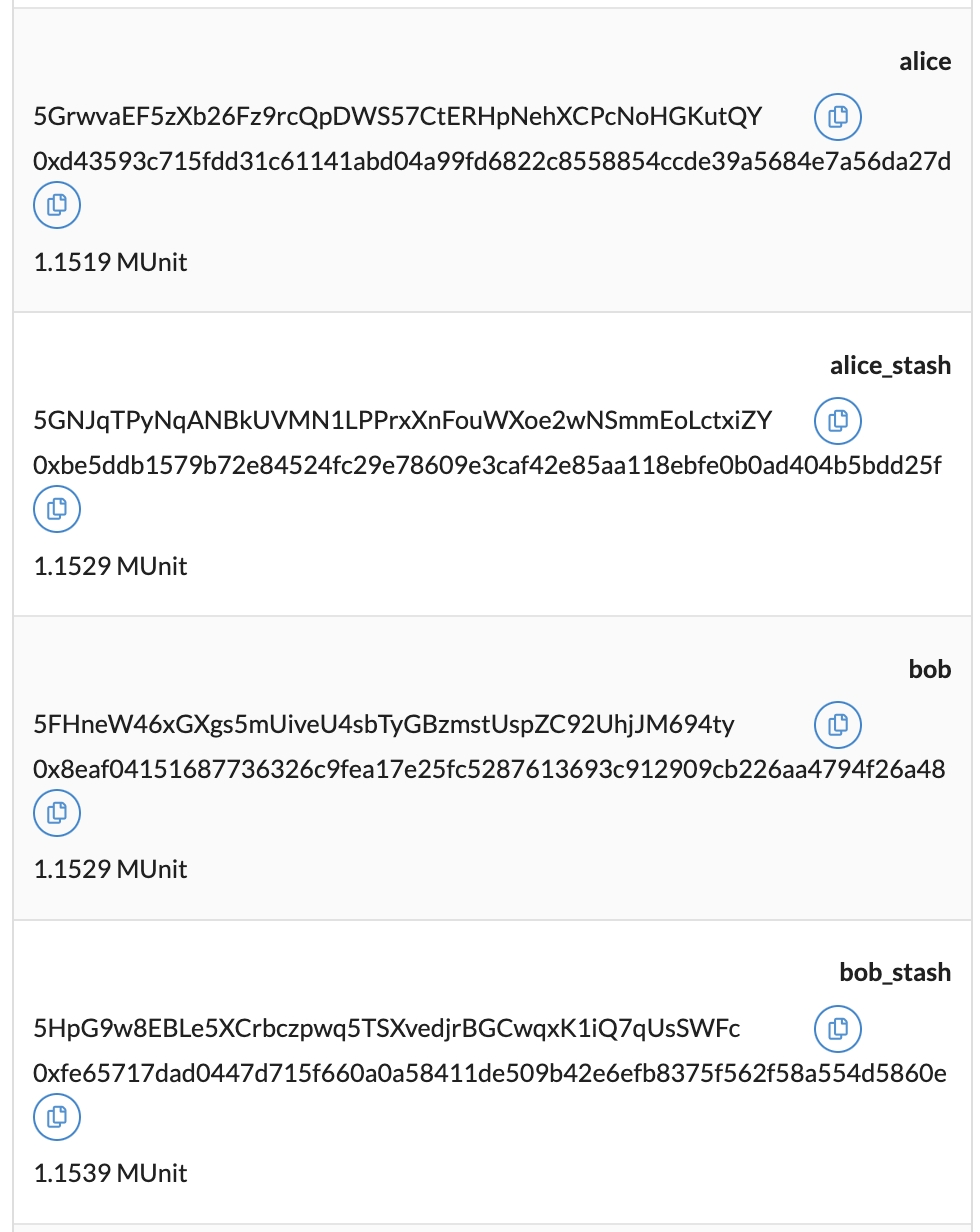 alice
5GrwvaEF5zXb26Fz9rcQpDWS57CtERHpNehXCPcNoHGKutQY
0xd43593c715fdd31c61141abd04a99fd6822c8558854ccde39a5684e7a56da27d
1.1519 MUnit
alice_stash
5GNJqTPyNqANBkUVMN1LPPrxXnFouWXoe2wNSmmEoLctxiZY
0xbe5ddb1579b72e84524fc29e78609e3caf42e85aa118ebfe0b0ad404b5bdd25f
1.1529 MUnit
bob
5FHneW46xGXgs5mUiveU4sbTyGBzmstUspZC92UhjJM694ty
0x8eaf04151687736326c9fea17e25fc5287613693c912909cb226aa4794f26a48
1.1529 MUnit
bob_stash
5HpG9w8EBLe5XCrbczpwq5TSXvedjrBGCwqxK1iQ7qUsSWFc
0xfe65717dad0447d715f660a0a58411de509b42e6efb8375f562f58a554d5860e
1.1539 MUnit